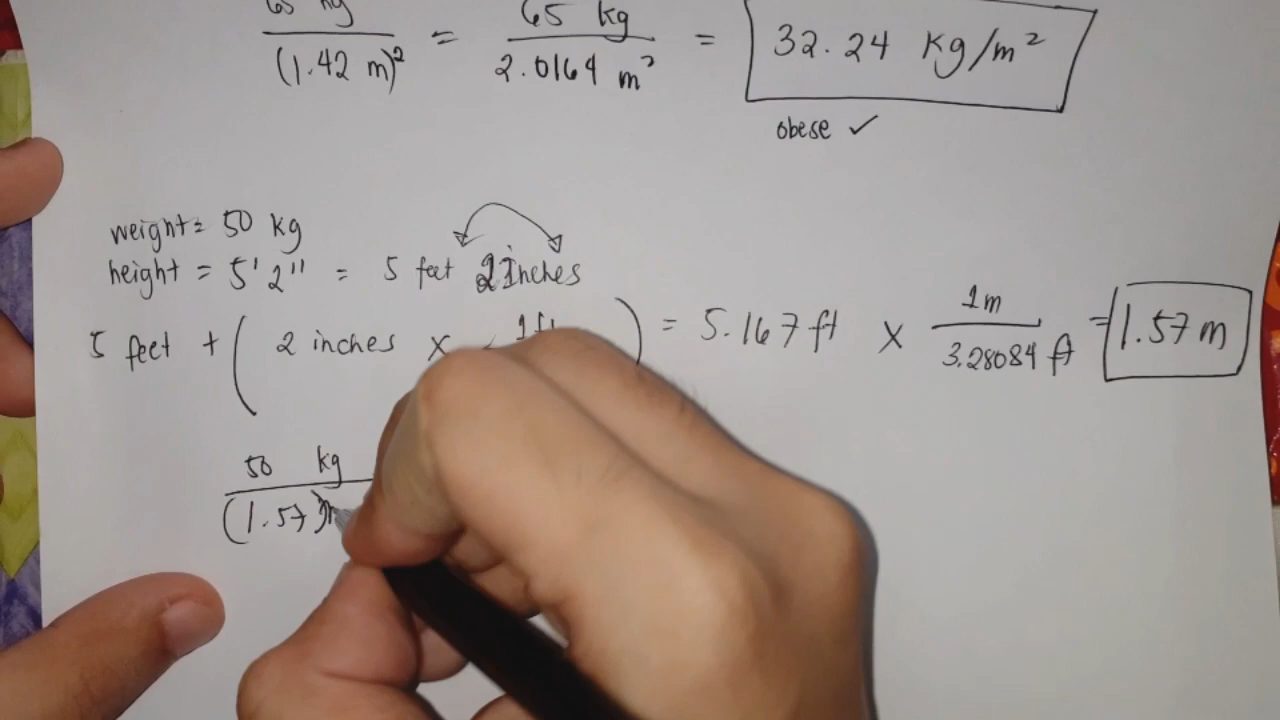 65 kg / (1.42 m)² = 65 kg / 2.0164 m² = 32.24 kg/m²
obese ✓
weight = 50 kg
height = 5' 2" = 5 feet 2 inches
5 feet + ( 2 inches x 1 ft ) = 5.167 ft x 1m / 3.28084 ft = 1.57 m
50 kg
(1.57)